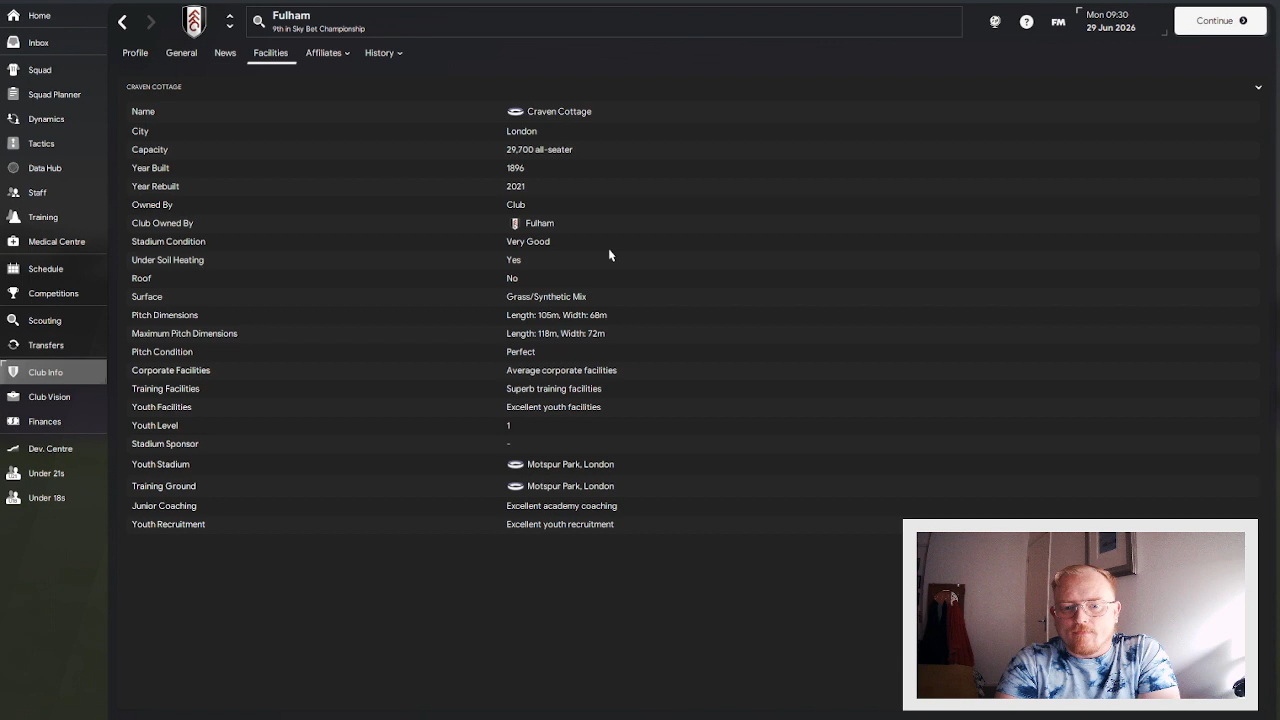 Home
Inbox
Squad
Squad Planner
Dynamics
Tactics
Data Hub
Staff
Training
Medical Centre
Schedule
Competitions
Scouting
Transfers
Club Info
Club Vision
Finances
Dev. Centre
Under 21s
Under 18s
Fulham
9th in Sky Bet Championship
FM
Mon 09:30
29 Jun 2026
Continue
Profile General News Facilities Affiliates History
CRAVEN COTTAGE
Name Craven Cottage
City London
Capacity 29,700 all-seater
Year Built 1896
Year Rebuilt 2021
Owned By Club
Club Owned By Fulham
Stadium Condition Very Good
Under Soil Heating Yes
Roof No
Surface Grass/Synthetic Mix
Pitch Dimensions Length: 105m, Width: 68m
Maximum Pitch Dimensions Length: 118m, Width: 72m
Pitch Condition Perfect
Corporate Facilities Average corporate facilities
Training Facilities Superb training facilities
Youth Facilities Excellent youth facilities
Youth Level 1
Stadium Sponsor -
Youth Stadium Motspur Park, London
Training Ground Motspur Park, London
Junior Coaching Excellent academy coaching
Youth Recruitment Excellent youth recruitment